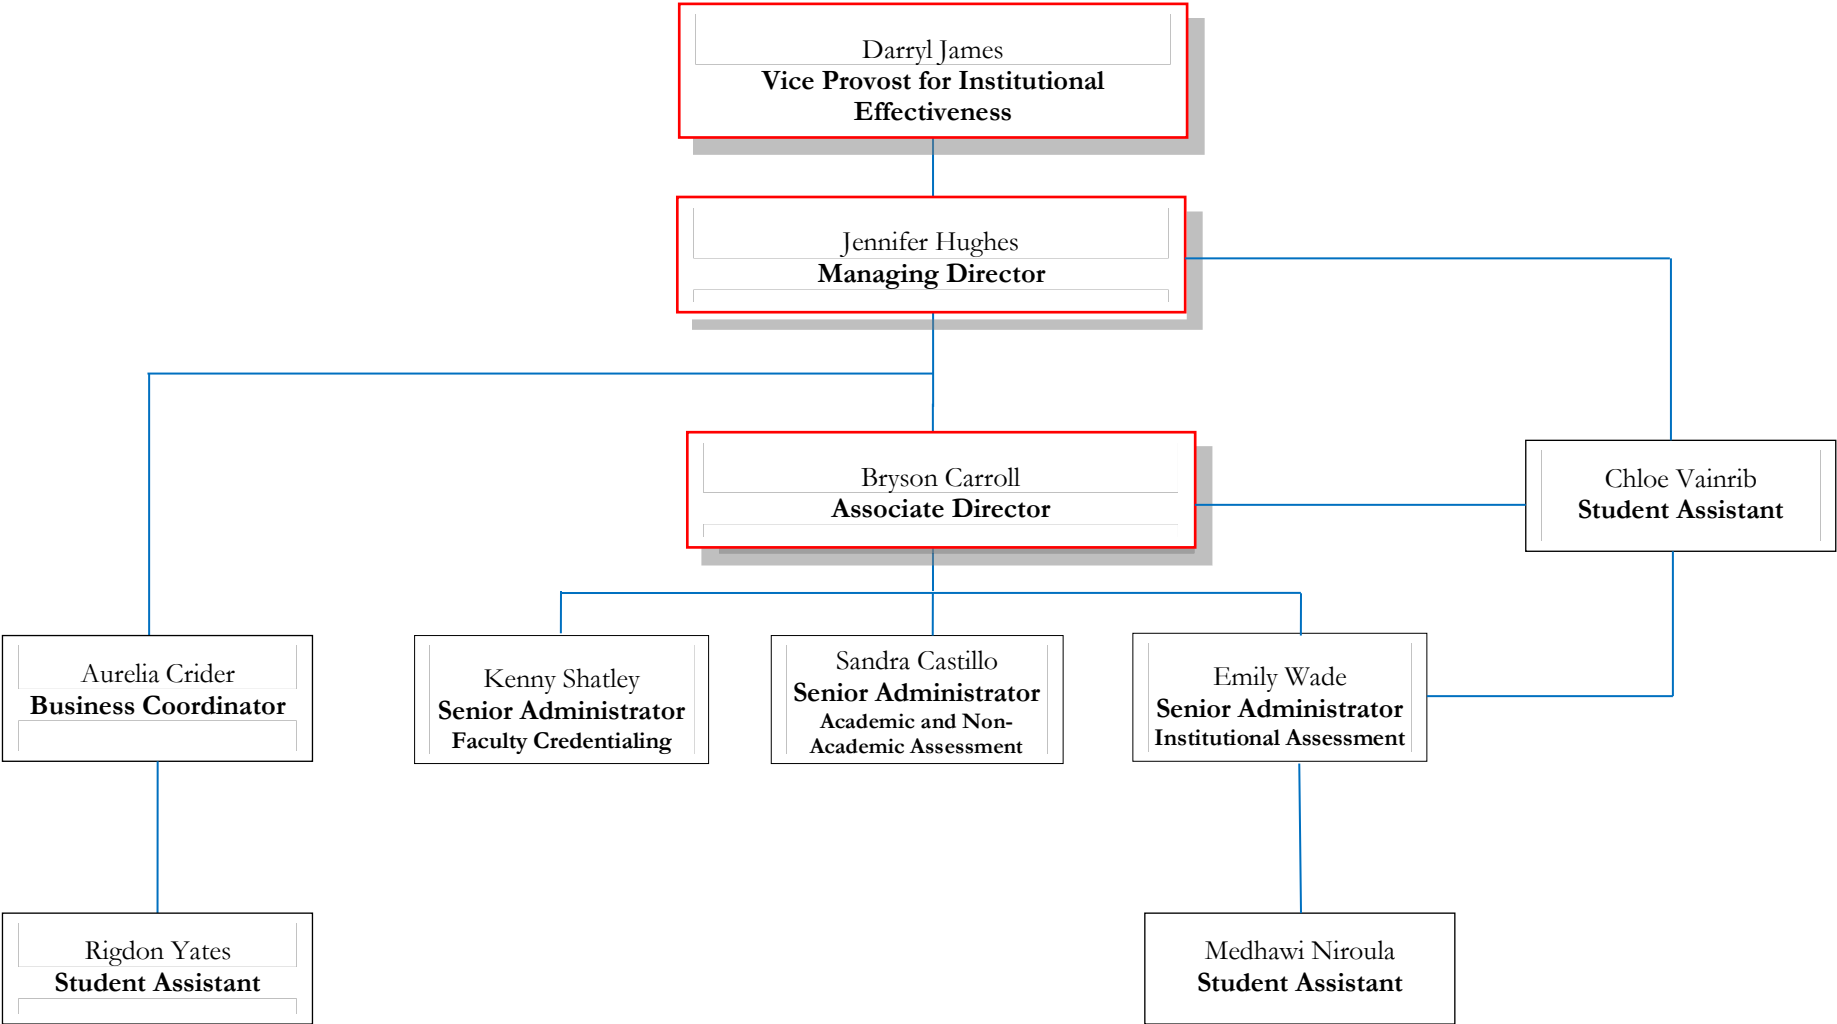 Darryl James
Vice Provost for Institutional
Effectiveness
Jennifer Hughes
Managing Director
Bryson Carroll
Associate Director
Chloe Vainrib
Student Assistant
Aurelia Crider
Business Coordinator
Kenny Shatley
Senior Administrator
Faculty Credentialing
Sandra Castillo
Senior Administrator
Academic and Non-
Academic Assessment
Emily Wade
Senior Administrator
Institutional Assessment
Rigdon Yates
Student Assistant
Medhawi Niroula
Student Assistant